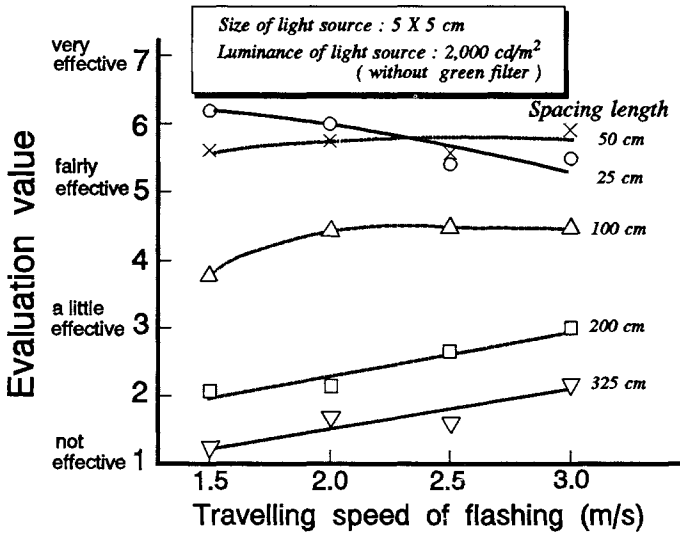 Size of light source : 5 X 5 cm
Luminance of light source : 2,000 cd/m²
( without green filter )
very
effective
7
6
fairly
effective
5
4
a little
effective
3
2
not
effective
1
Evaluation value
Spacing length
50 cm
25 cm
100 cm
200 cm
325 cm
1.5 2.0 2.5 3.0
Travelling speed of flashing (m/s)